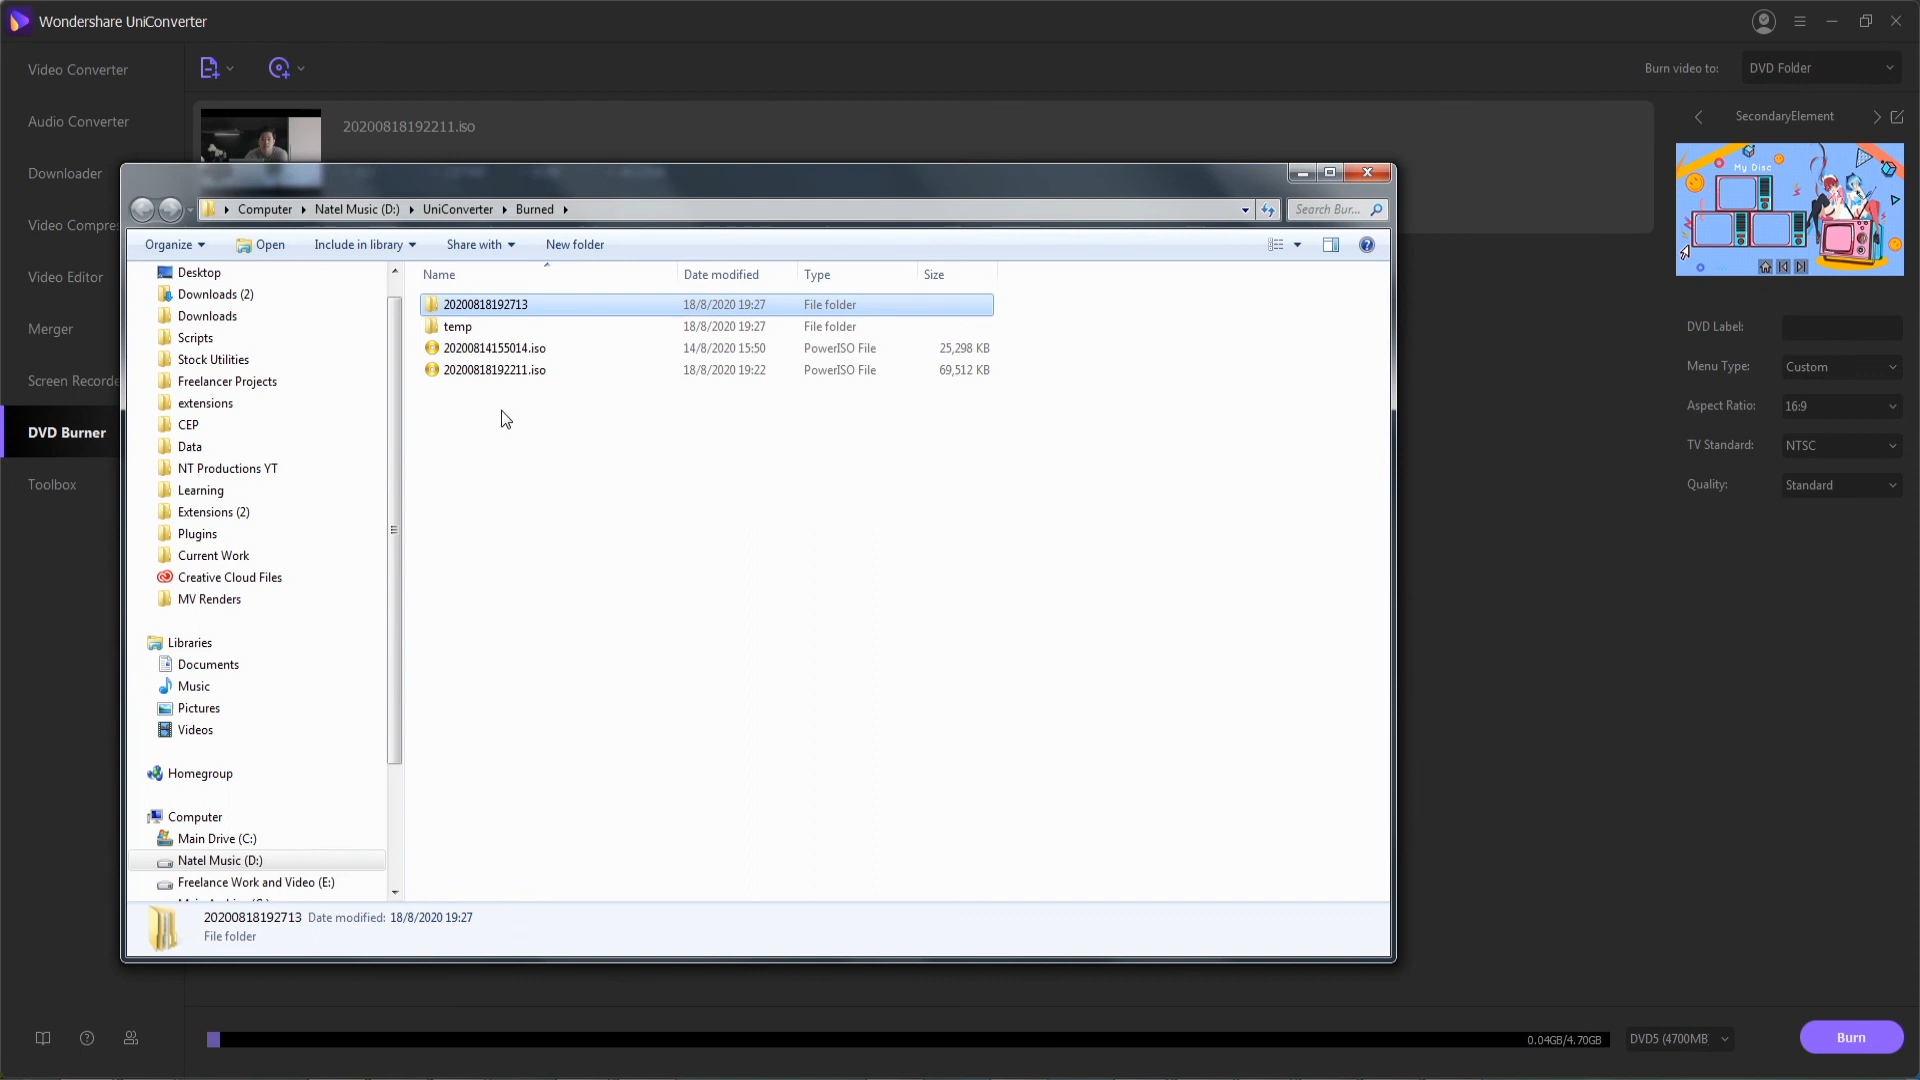 Wondershare UniConverter
Video Converter
Audio Converter
Downloader
Video Compres
Video Editor
Merger
Screen Recorde
DVD Burner
Toolbox
Burn video to:
DVD Folder
20200818192211.iso
SecondaryElement
My Disc
DVD Label:
Menu Type:
Custom
Aspect Ratio:
16:9
TV Standard:
NTSC
Quality:
Standard
Computer
Natel Music (D:)
UniConverter
Burned
Search Bur...
Organize
Open
Include in library
Share with
New folder
Name
Date modified
Type
Size
20200818192713
18/8/2020 19:27
File folder
temp
18/8/2020 19:27
File folder
20200814155014.iso
14/8/2020 15:50
PowerISO File
25,298 KB
20200818192211.iso
18/8/2020 19:22
PowerISO File
69,512 KB
Desktop
Downloads (2)
Downloads
Scripts
Stock Utilities
Freelancer Projects
extensions
CEP
Data
NT Productions YT
Learning
Extensions (2)
Plugins
Current Work
Creative Cloud Files
MV Renders
Libraries
Documents
Music
Pictures
Videos
Homegroup
Computer
Main Drive (C:)
Natel Music (D:)
Freelance Work and Video (E:)
20200818192713 Date modified: 18/8/2020 19:27
File folder
0.04GB/4.70GB
DVD5 (4700MB
Burn